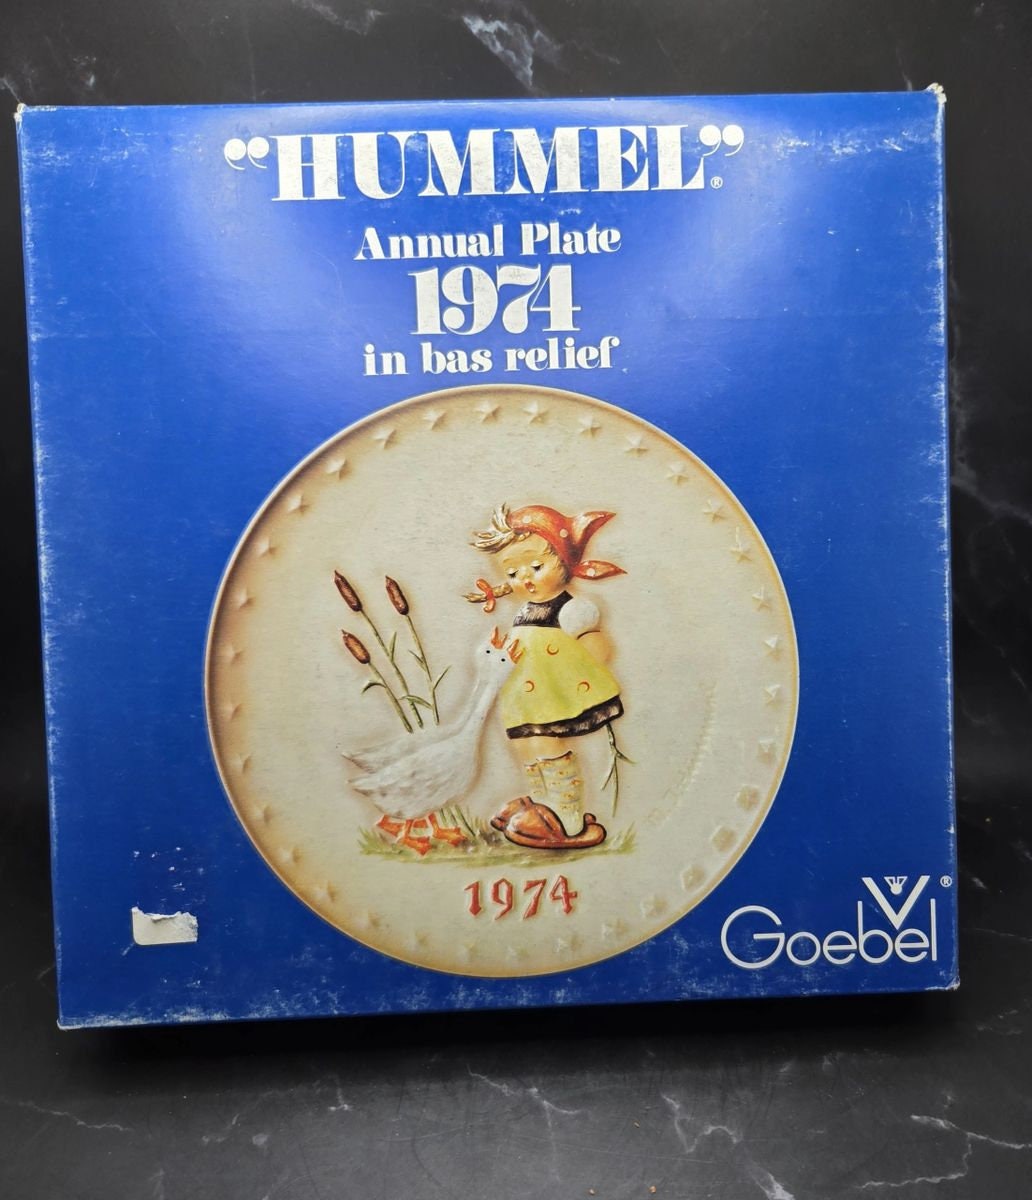 “HUMMEL”®
Annual Plate
1974
in bas relief
1974
Goebel®